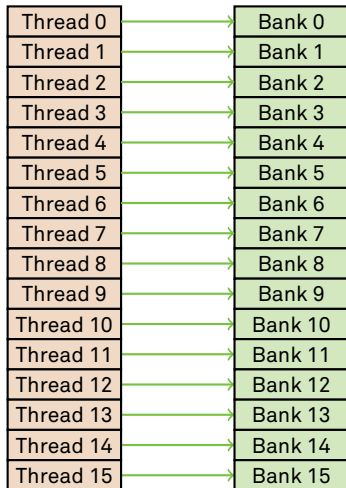 Thread 0 Bank 0
Thread 1 Bank 1
Thread 2 Bank 2
Thread 3 Bank 3
Thread 4 Bank 4
Thread 5 Bank 5
Thread 6 Bank 6
Thread 7 Bank 7
Thread 8 Bank 8
Thread 9 Bank 9
Thread 10 Bank 10
Thread 11 Bank 11
Thread 12 Bank 12
Thread 13 Bank 13
Thread 14 Bank 14
Thread 15 Bank 15